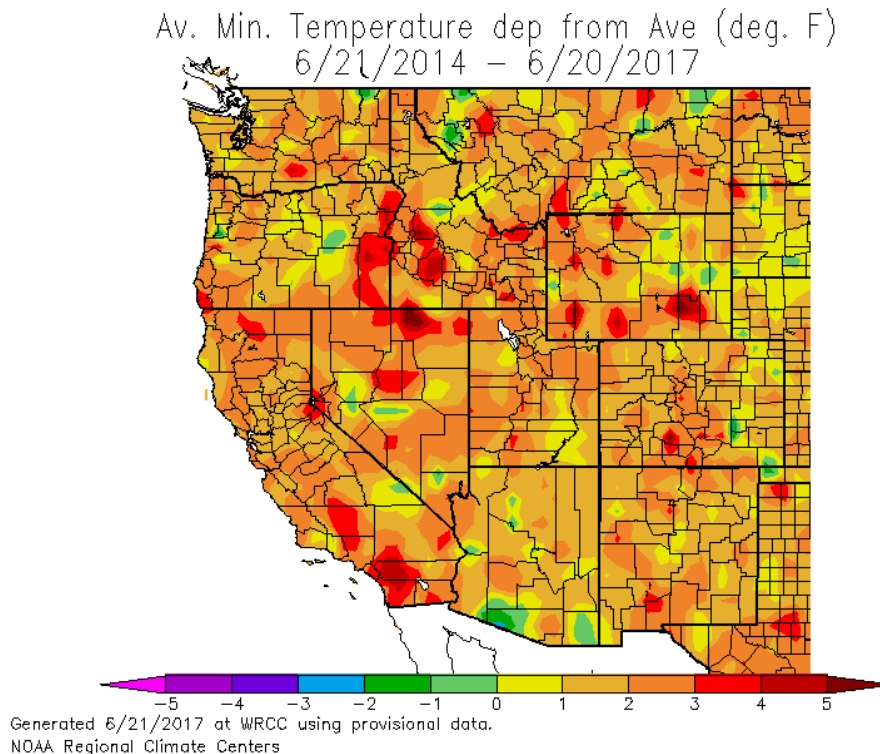 Av. Min. Temperature dep from Ave (deg. F)
6/21/2014 – 6/20/2017
-5 -4 -3 -2 -1 0 1 2 3 4 5
Generated 6/21/2017 at WRCC using provisional data.
NOAA Regional Climate Centers